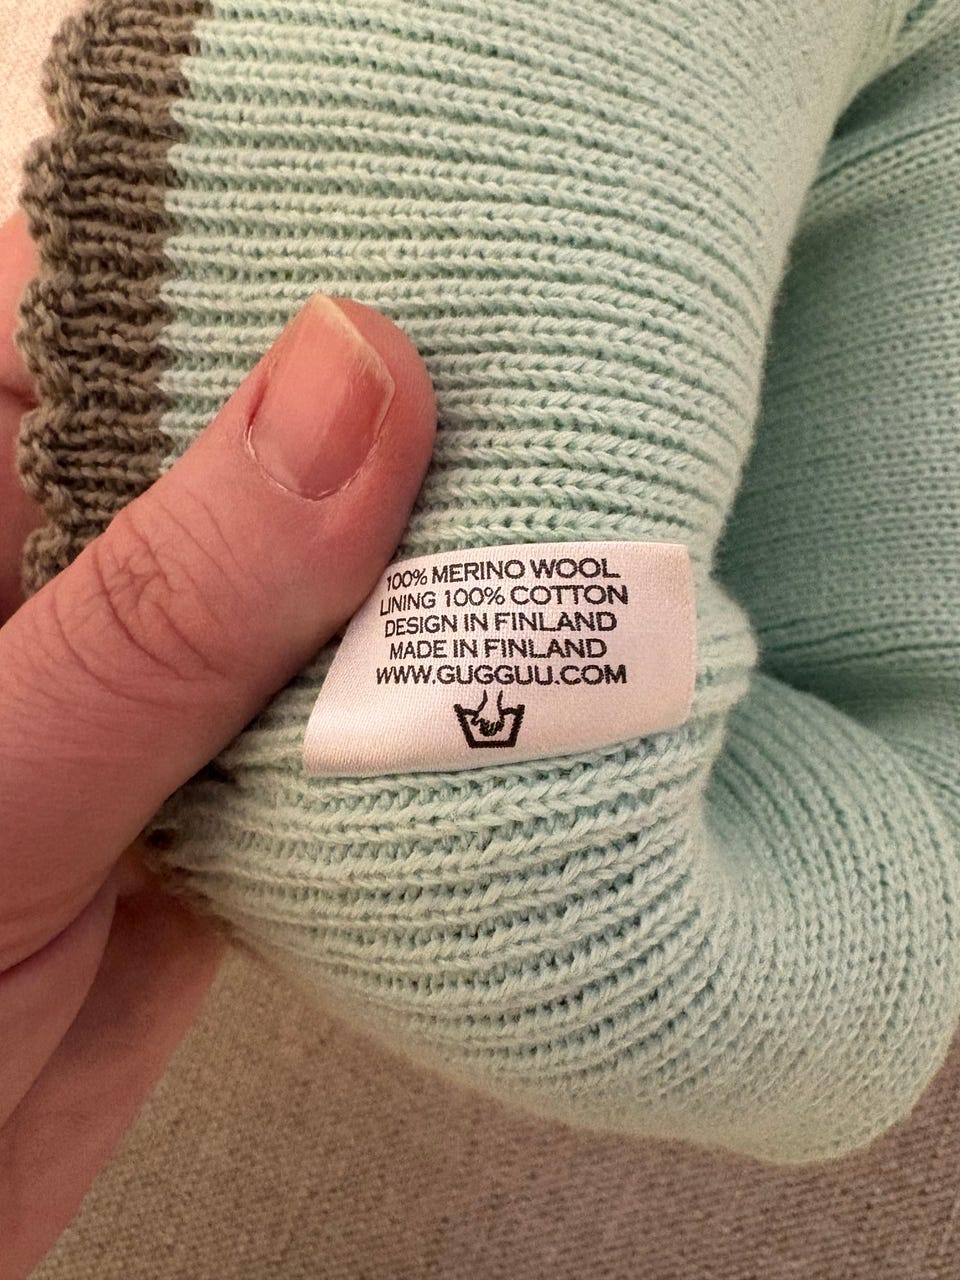 100% MERINO WOOL
LINING 100% COTTON
DESIGN IN FINLAND
MADE IN FINLAND
WWW.GUGGUU.COM